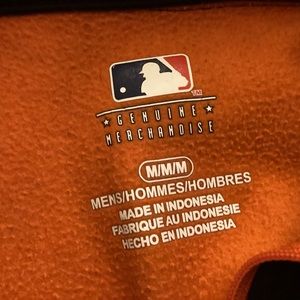 GENUINE
MERCHANDISE
M/M/M
MENS/HOMMES/HOMBRES
MADE IN INDONESIA
FABRIQUE AU INDONESIE
HECHO EN INDONESIA